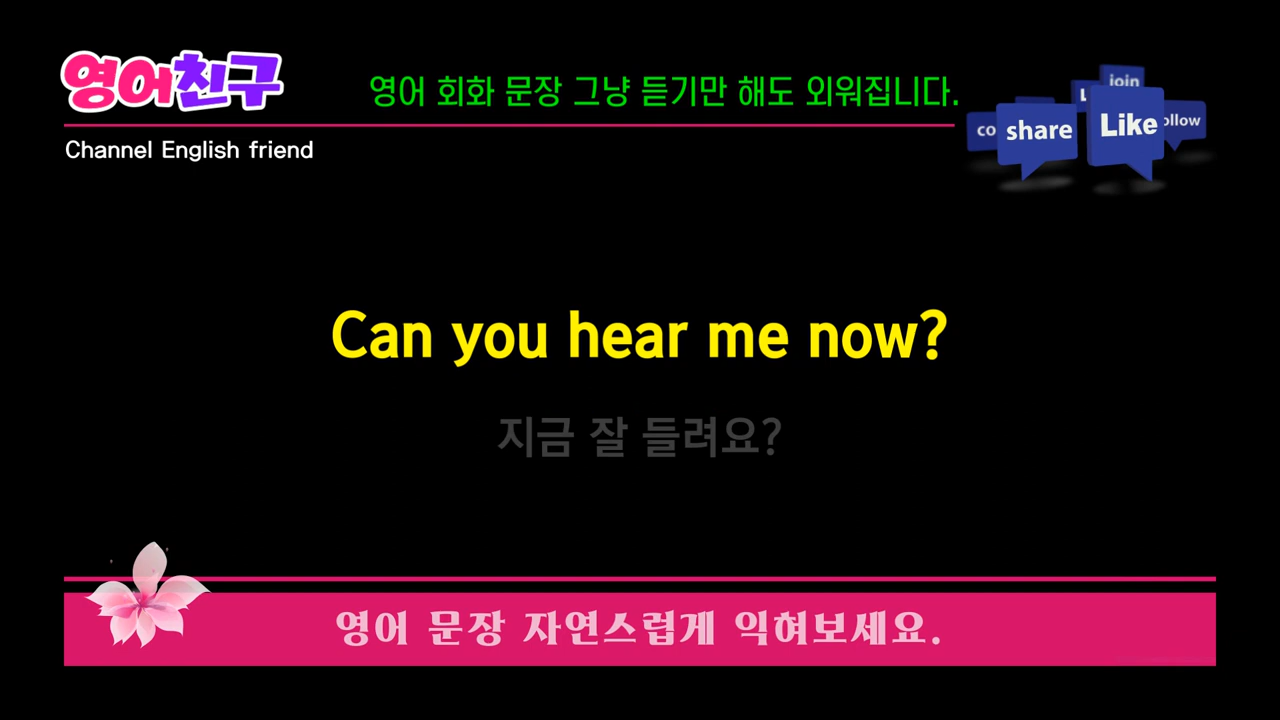 영어친구
영어 회화 문장 그냥 듣기만 해도 외워집니다.
Channel English friend
join
share
Like
Can you hear me now?
지금 잘 들려요?
영어 문장 자연스럽게 익혀보세요.